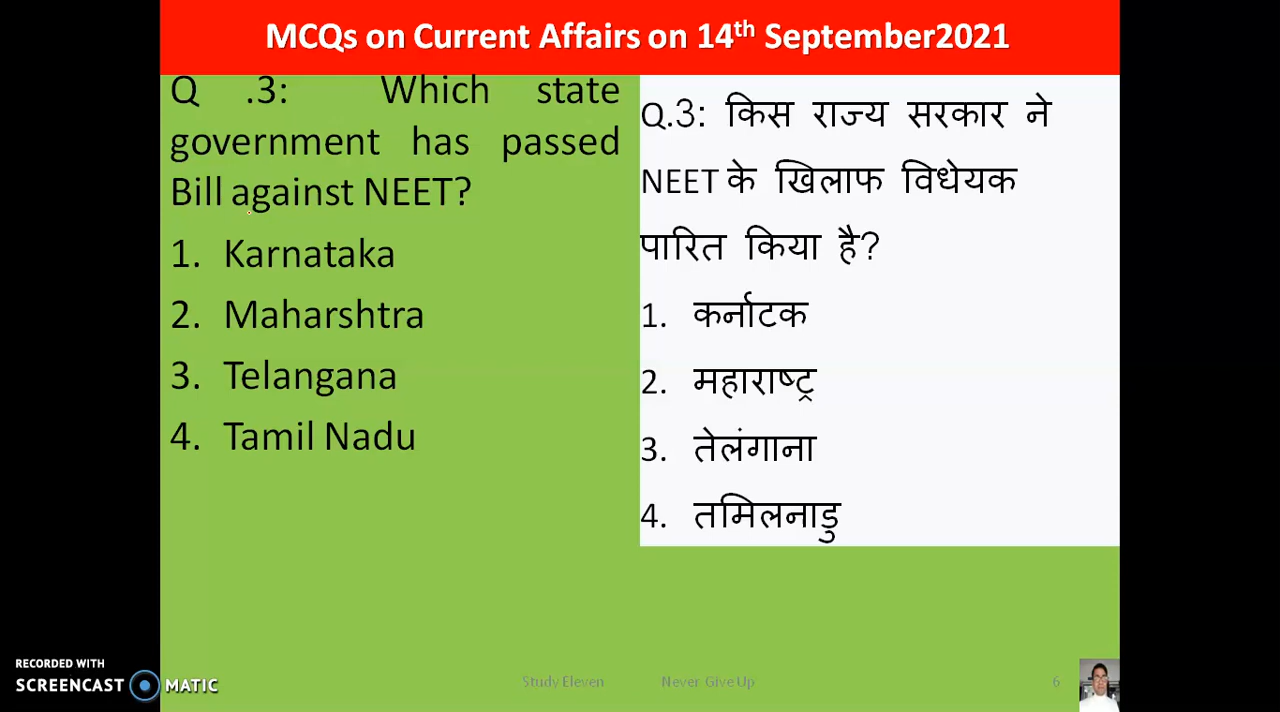 MCQs on Current Affairs on 14th September2021
Q .3: Which state
government has passed
Bill against NEET?
1. Karnataka
2. Maharshtra
3. Telangana
4. Tamil Nadu
Q.3: किस राज्य सरकार ने
NEET के खिलाफ विधेयक
पारित किया है?
1. कर्नाटक
2. महाराष्ट्र
3. तेलंगाना
4. तमिलनाडु
RECORDED WITH
SCREENCAST MATIC
Study Eleven Never Give Up 6